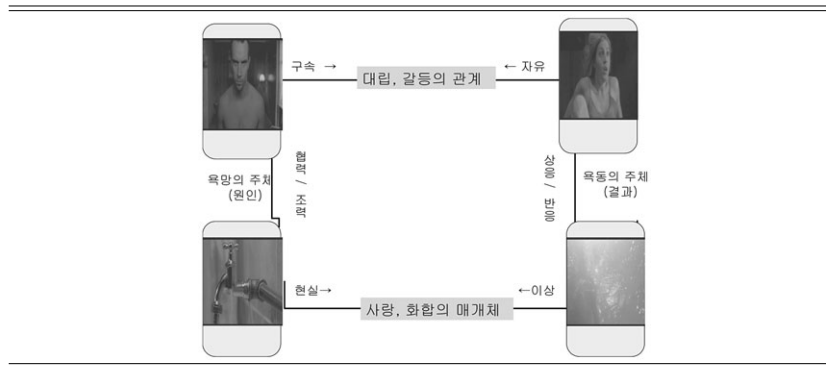 구속 →
← 자유
대립, 갈등의 관계
협력 / 조력
상응 / 반응
욕망의 주체
(원인)
욕동의 주체
(결과)
현실→
←이상
사랑, 화합의 매개체